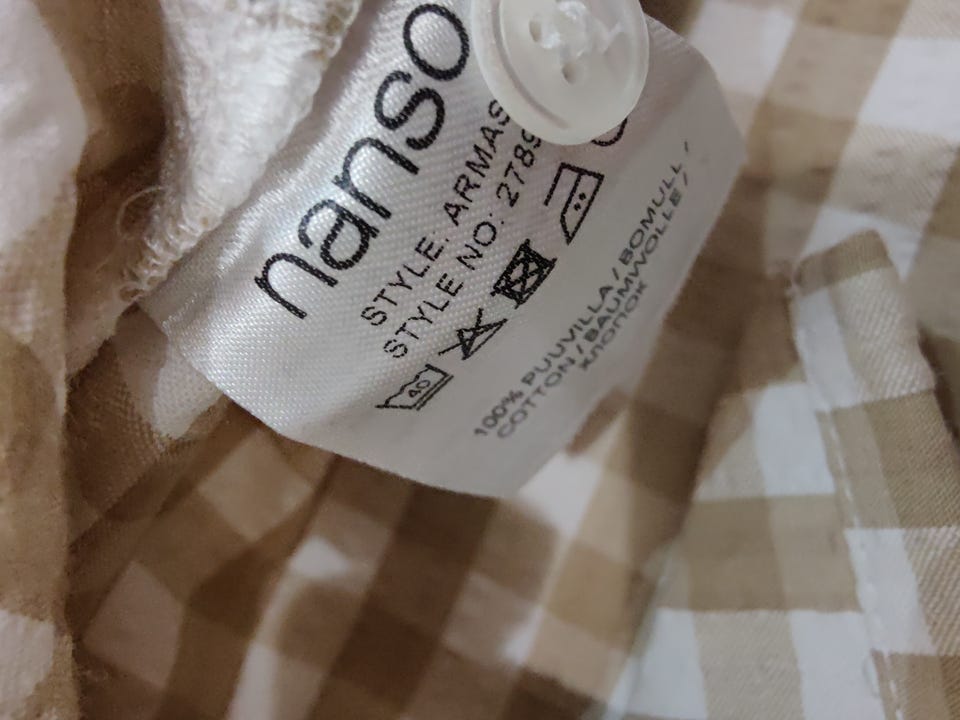 nanso
STYLE: ARMAS
STYLE NO: 2789
40
100% PUUVILLA / BOMULL /
COTTON / BAUMWOLLE /
ХЛОПОК